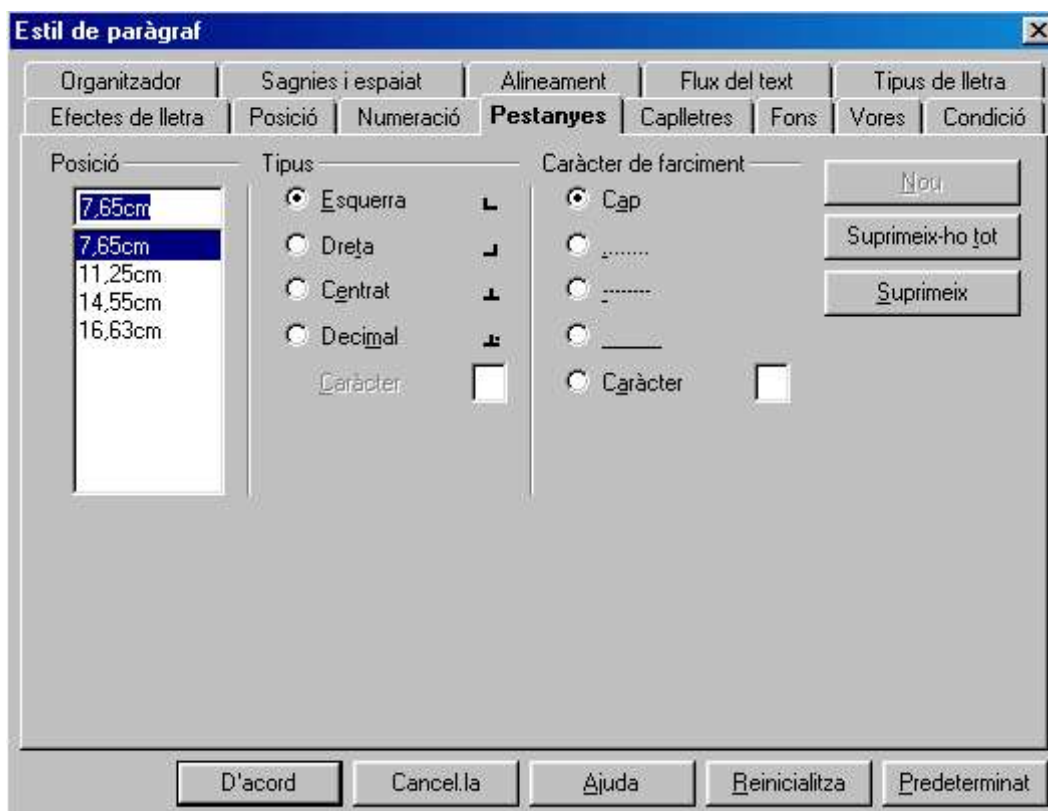 Estil de paràgraf
Organitzador Sagnies i espaiat Alineament Flux del text Tipus de lletra
Efectes de lletra Posició Numeració Pestanyes Caplletres Fons Vores Condició
Posició
7,65cm
7,65cm
11,25cm
14,55cm
16,63cm
Tipus
Esquerra
Dreta
Centrat
Decimal
Caràcter
Caràcter de farciment
Cap
.......
-------
______
Caràcter
Nou
Suprimeix-ho tot
Suprimeix
D'acord Cancel.la Ajuda Reinicialitza Predeterminat